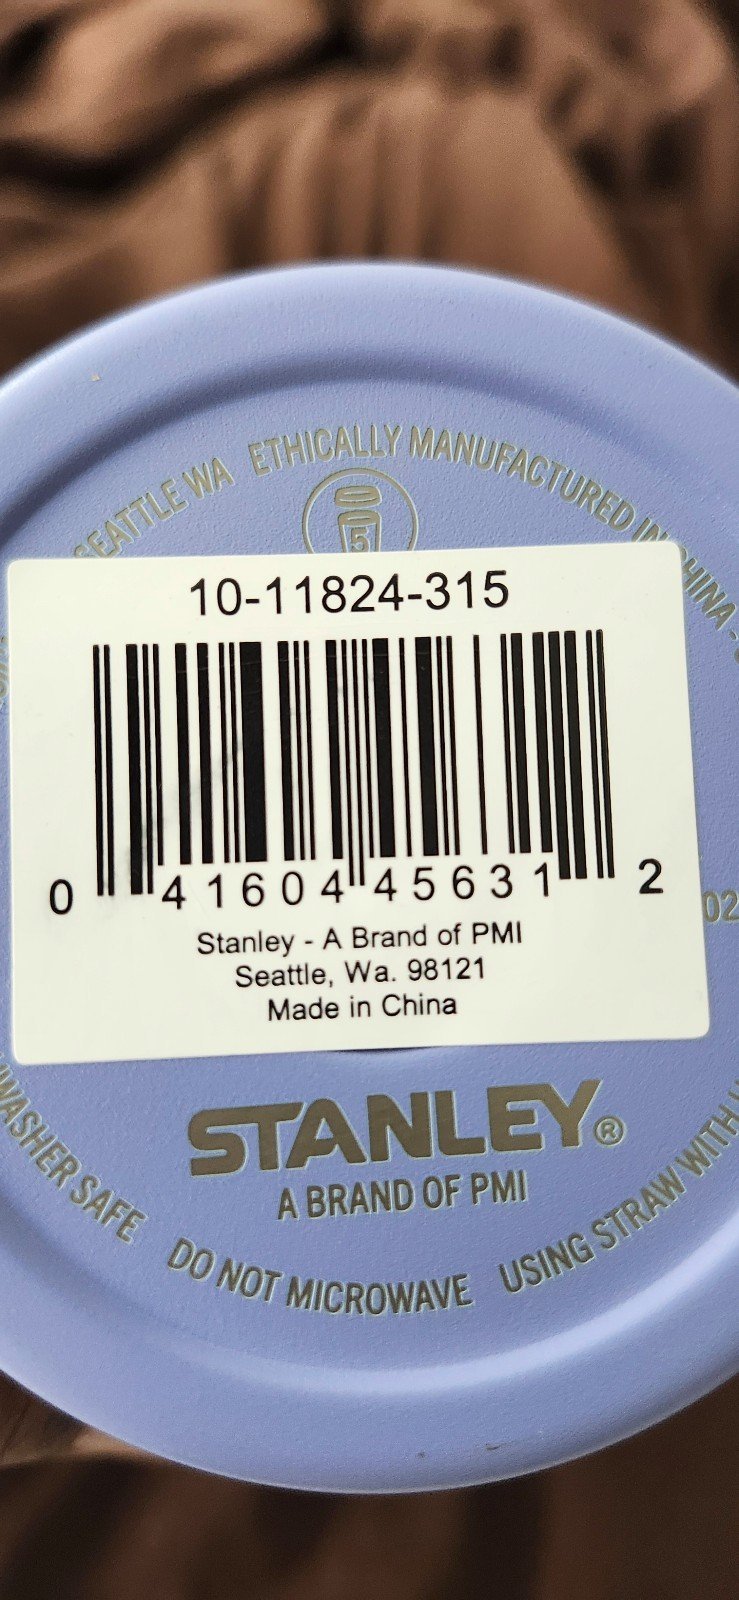 SEATTLE WA ETHICALLY MANUFACTURED IN CHINA -
5
10-11824-315
0 41604 45631 2
Stanley - A Brand of PMI
Seattle, Wa. 98121
Made in China
02
STANLEY®
A BRAND OF PMI
WASHER SAFE DO NOT MICROWAVE USING STRAW WITH